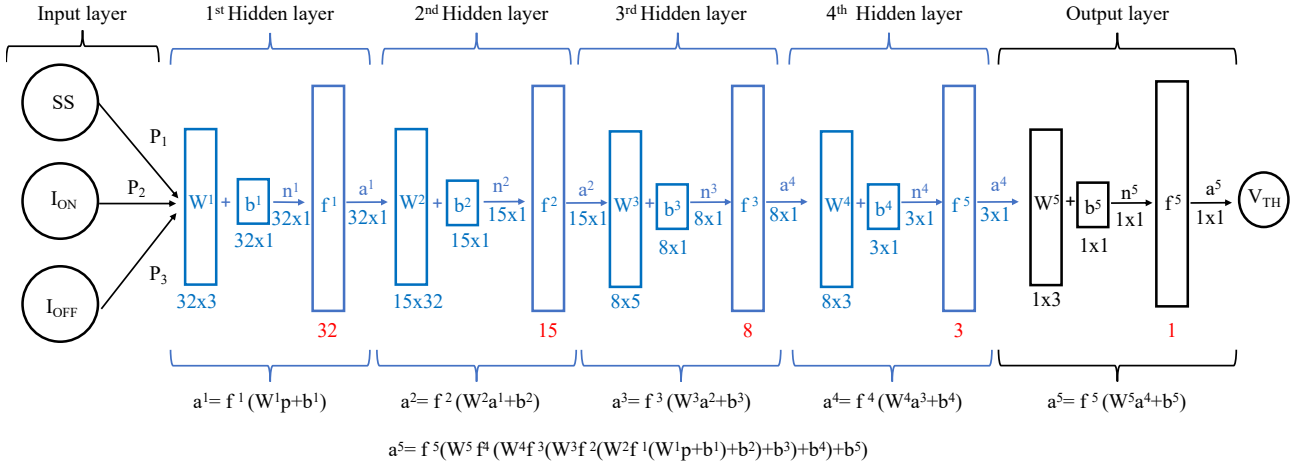 Input layer
1st Hidden layer
2nd Hidden layer
3rd Hidden layer
4th Hidden layer
Output layer
SS
ION
IOFF
P1
P2
P3
W1
+
b1
n1
f1
a1
32x3
32x1
32x1
32x1
32
W2
+
b2
n2
f2
a2
15x32
15x1
15x1
15x1
15
W3
+
b3
n3
f3
a4
8x5
8x1
8x1
8x1
8
W4
+
b4
n4
f5
a4
8x3
3x1
3x1
3x1
3
W5
+
b5
n5
f5
a5
1x3
1x1
1x1
1x1
1
VTH
a1= f1 (W1p+b1)
a2= f2 (W2a1+b2)
a3= f3 (W3a2+b3)
a4= f4 (W4a3+b4)
a5= f5 (W5a4+b5)
a5= f5(W5 f4 (W4f3(W3f2(W2f1(W1p+b1)+b2)+b3)+b4)+b5)